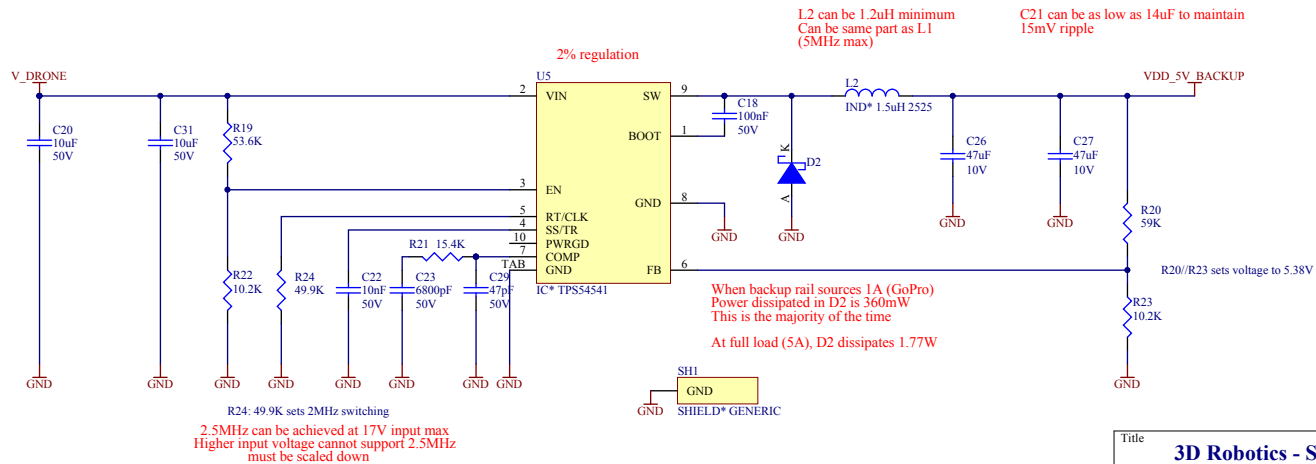 L2 can be 1.2uH minimum
Can be same part as L1
(5MHz max)
C21 can be as low as 14uF to maintain
15mV ripple
2% regulation
V_DRONE
VDD_5V_BACKUP
U5
2
VIN
SW
9
C18
100nF
50V
BOOT
1
L2
IND* 1.5uH 2525
C20
10uF
50V
C31
10uF
50V
R19
53.6K
K
D2
A
C26
47uF
10V
C27
47uF
10V
3
EN
GND
8
GND
GND
GND
GND
5
RT/CLK
4
SS/TR
10
PWRGD
7
COMP
TAB
GND
FB
6
IC* TPS54541
R20
59K
R20//R23 sets voltage to 5.38V
R21 15.4K
R22
10.2K
R24
49.9K
C22
10nF
50V
C23
6800pF
50V
C29
47pF
50V
R23
10.2K
When backup rail sources 1A (GoPro)
Power dissipated in D2 is 360mW
This is the majority of the time
At full load (5A), D2 dissipates 1.77W
SH1
GND
SHIELD* GENERIC
GND
GND
GND
GND
GND
GND
GND
GND
GND
GND
R24: 49.9K sets 2MHz switching
2.5MHz can be achieved at 17V input max
Higher input voltage cannot support 2.5MHz
must be scaled down
Title
3D Robotics - S